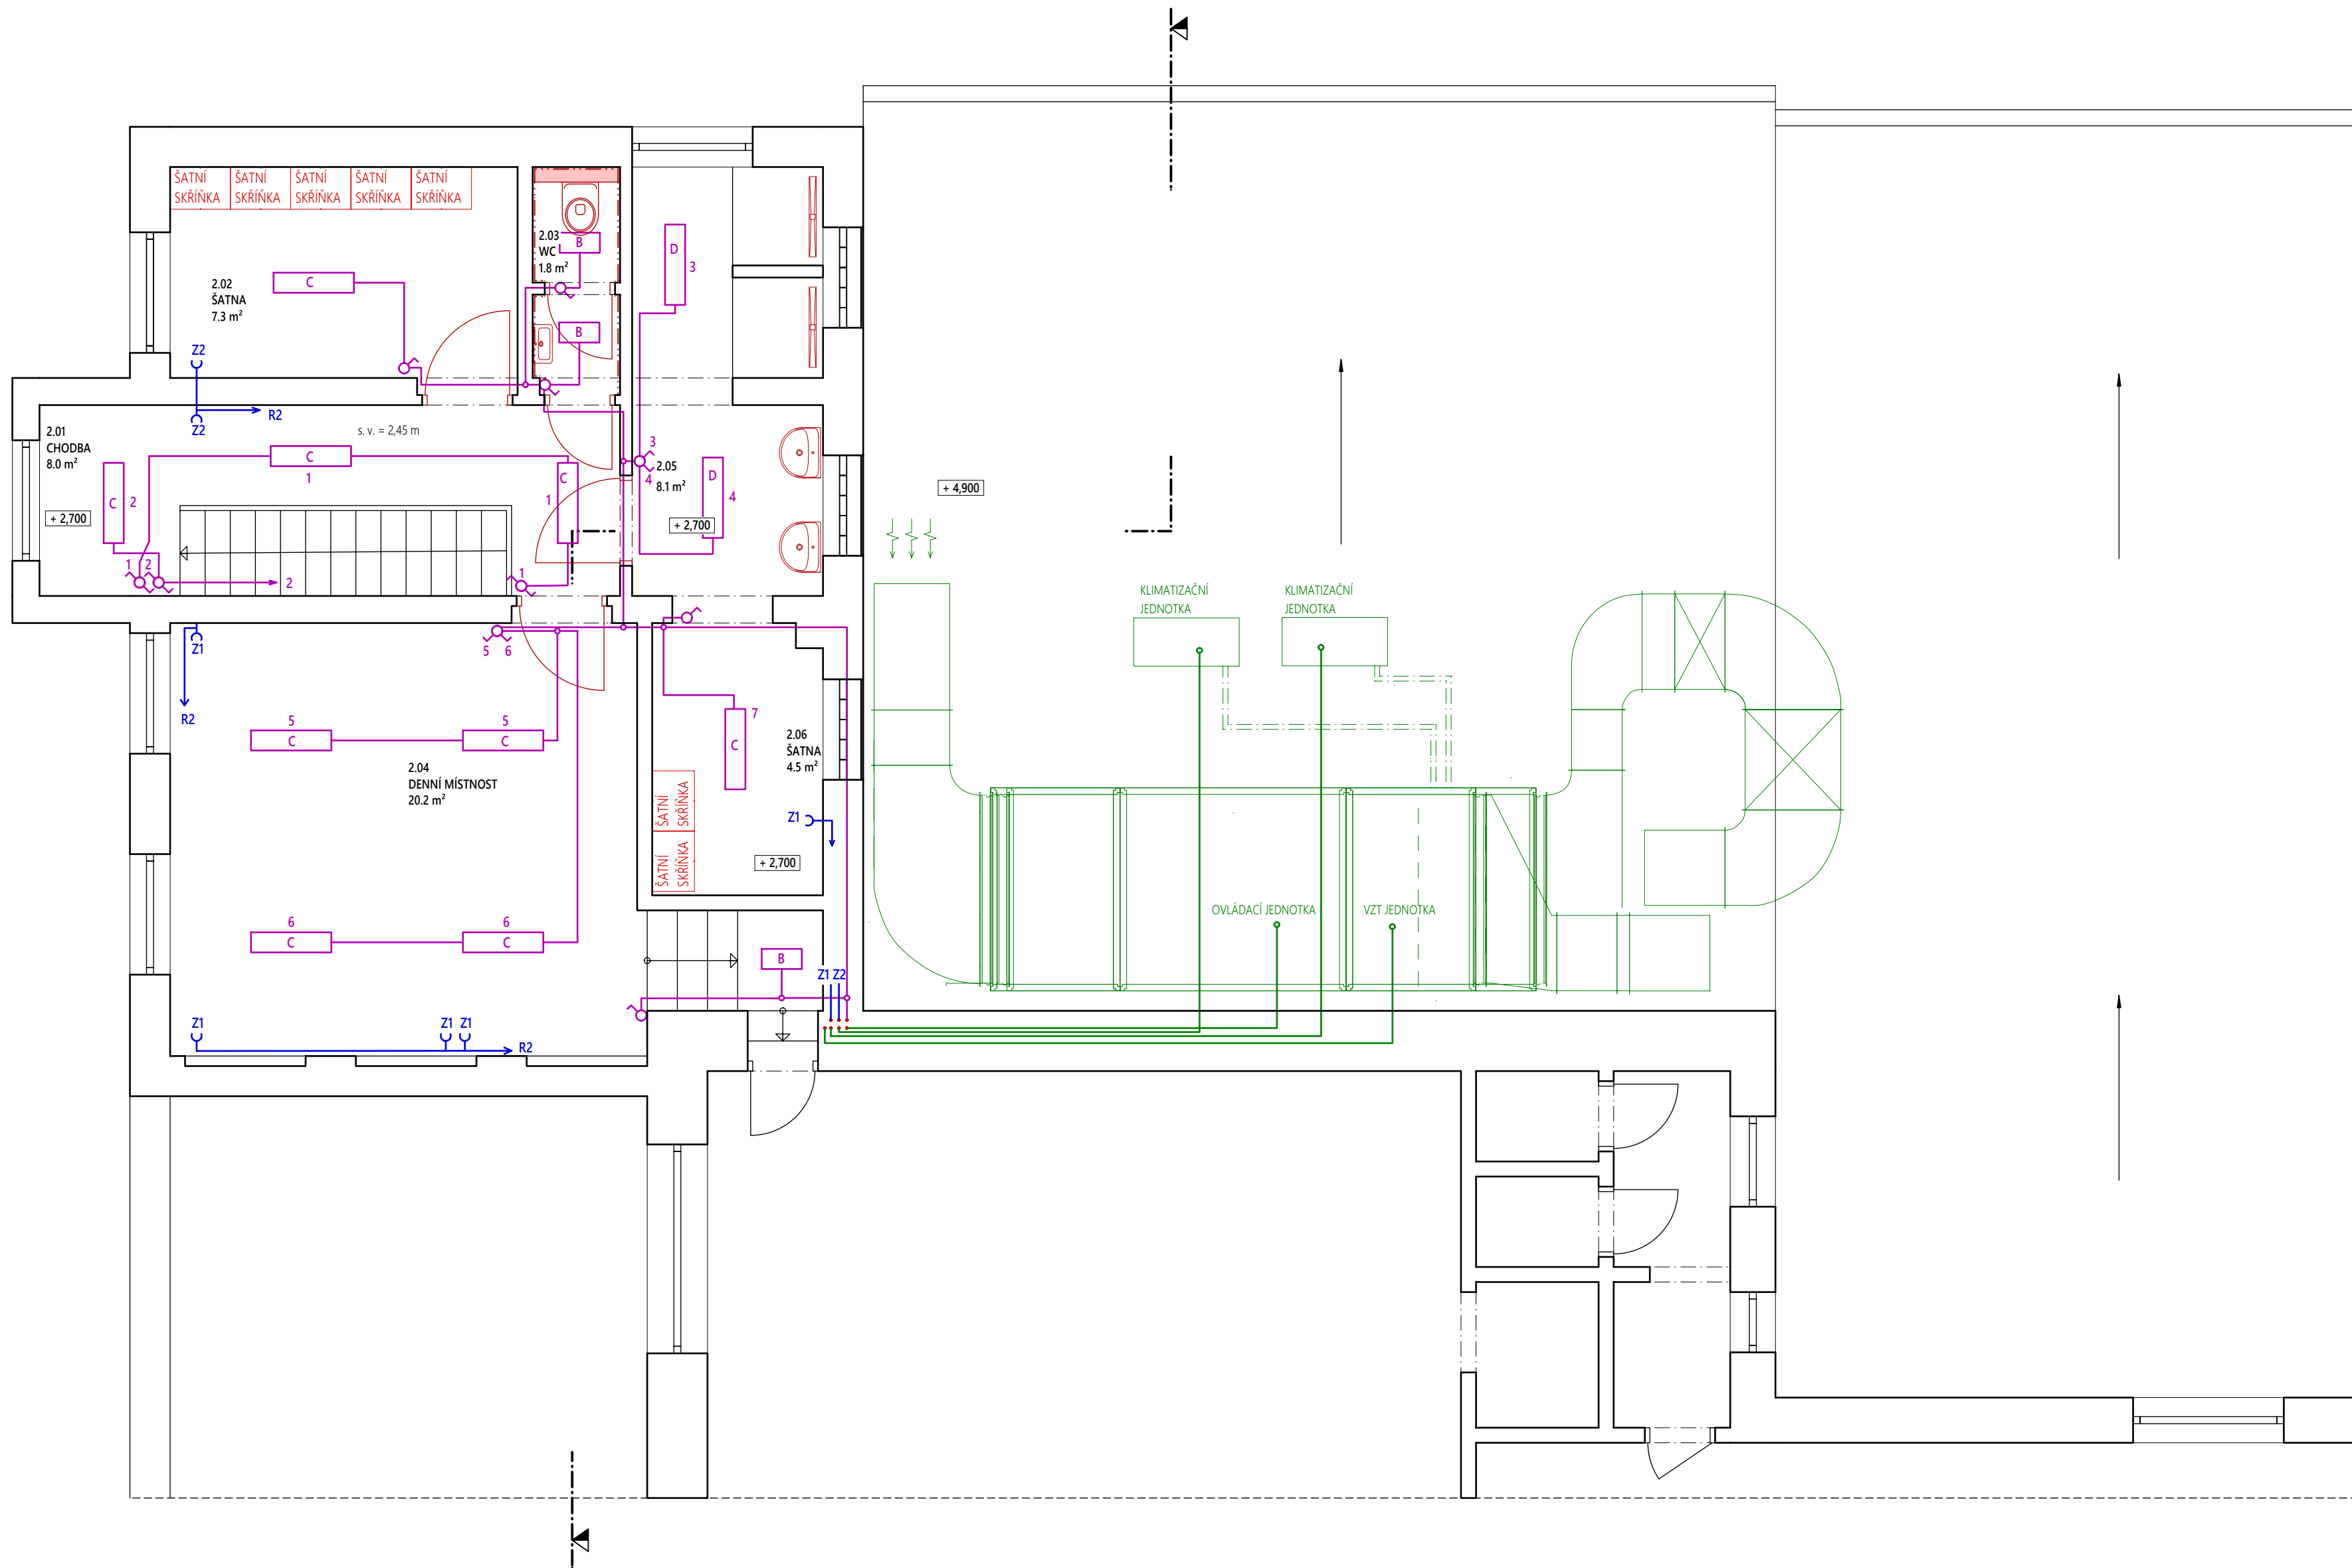 ŠATNÍ
SKŘÍŇKA
ŠATNÍ
SKŘÍŇKA
ŠATNÍ
SKŘÍŇKA
ŠATNÍ
SKŘÍŇKA
ŠATNÍ
SKŘÍŇKA
2.03
WC
1.8 m²
B
D
3
2.02
ŠATNA
7.3 m²
C
B
Z2
Z2
R2
2.01
CHODBA
8.0 m²
s. v. = 2,45 m
C
1
C
2
+ 2,700
C
1
3
4
2.05
8.1 m²
D
4
+ 2,700
+ 4,900
1
2
2
1
KLIMATIZAČNÍ
JEDNOTKA
KLIMATIZAČNÍ
JEDNOTKA
Z1
R2
5
6
5
C
5
C
2.04
DENNÍ MÍSTNOST
20.2 m²
C
7
2.06
ŠATNA
4.5 m²
ŠATNÍ
SKŘÍŇKA
ŠATNÍ
SKŘÍŇKA
Z1
+ 2,700
6
C
6
C
OVLÁDACÍ JEDNOTKA
VZT JEDNOTKA
B
Z1
Z2
Z1
Z1
Z1
R2